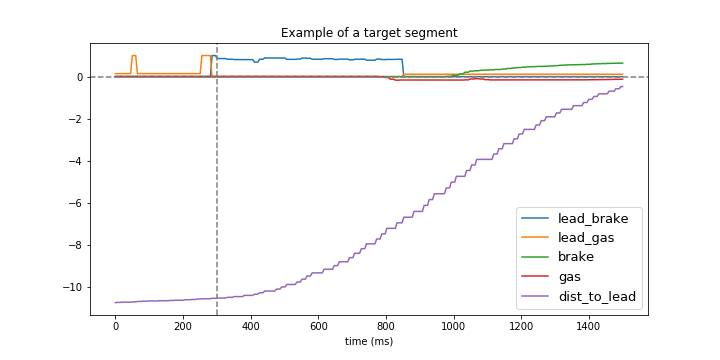 Example of a target segment
0
−2
−4
−6
−8
−10
0 200 400 600 800 1000 1200 1400
time (ms)
lead_brake
lead_gas
brake
gas
dist_to_lead